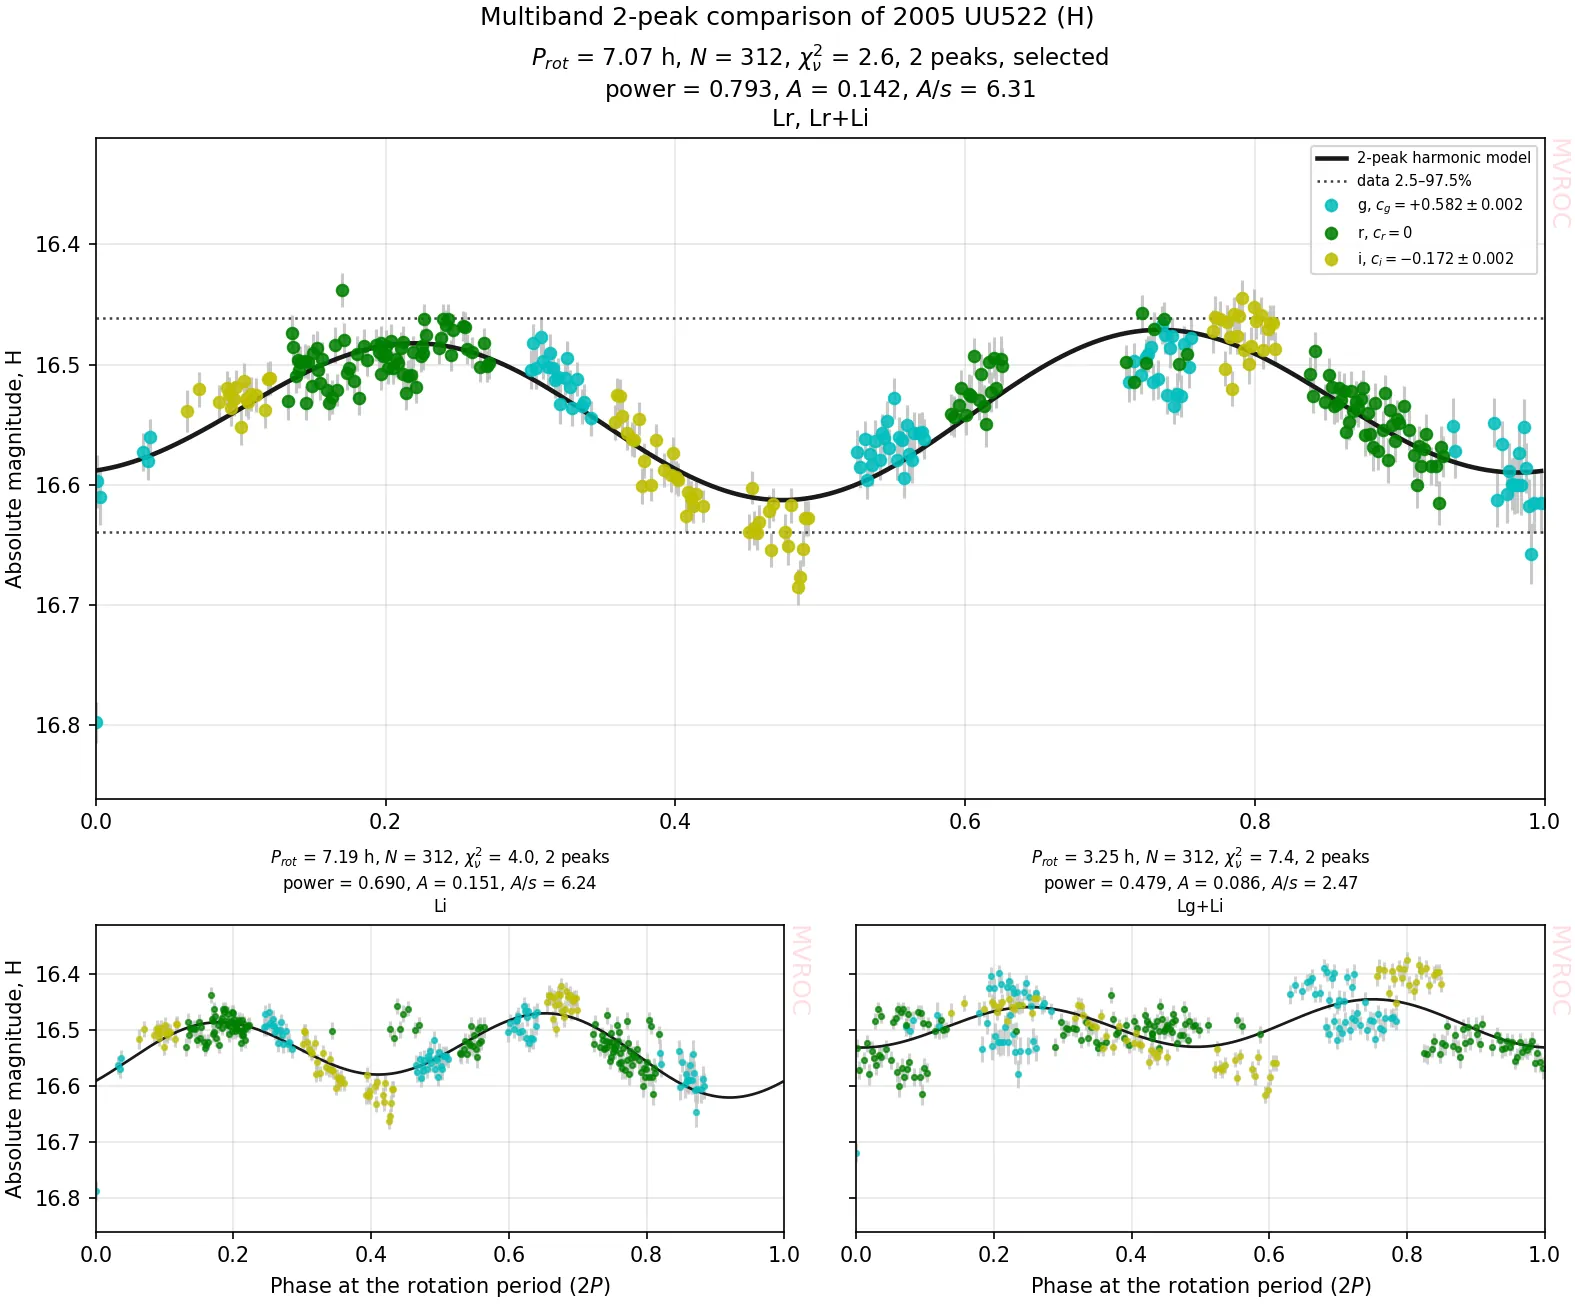 Multiband 2-peak comparison of 2005 UU522 (H)
P_rot = 7.07 h, N = 312, χ²_ν = 2.6, 2 peaks, selected
power = 0.793, A = 0.142, A/s = 6.31
Lr, Lr+Li
MVROC
2-peak harmonic model
data 2.5–97.5%
g, c_g = +0.582 ± 0.002
r, c_r = 0
i, c_i = −0.172 ± 0.002
Absolute magnitude, H
16.4
16.5
16.6
16.7
16.8
0.0 0.2 0.4 0.6 0.8 1.0
P_rot = 7.19 h, N = 312, χ²_ν = 4.0, 2 peaks
power = 0.690, A = 0.151, A/s = 6.24
Li
MVROC
Absolute magnitude, H
16.4
16.5
16.6
16.7
16.8
0.0 0.2 0.4 0.6 0.8 1.0
Phase at the rotation period (2P)
P_rot = 3.25 h, N = 312, χ²_ν = 7.4, 2 peaks
power = 0.479, A = 0.086, A/s = 2.47
Lg+Li
MVROC
0.0 0.2 0.4 0.6 0.8 1.0
Phase at the rotation period (2P)